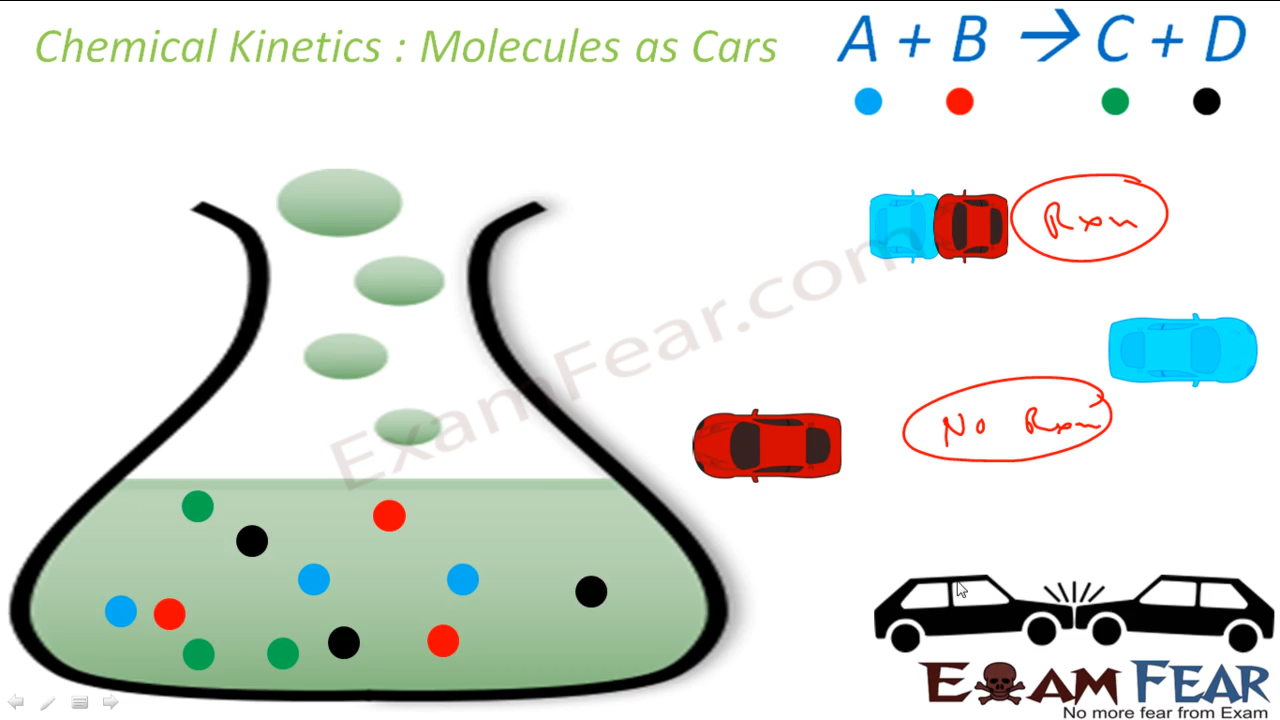 Chemical Kinetics : Molecules as Cars
A + B → C + D
Rxn
No Rxn
ExamFear.com
EXAM FEAR
No more fear from Exam